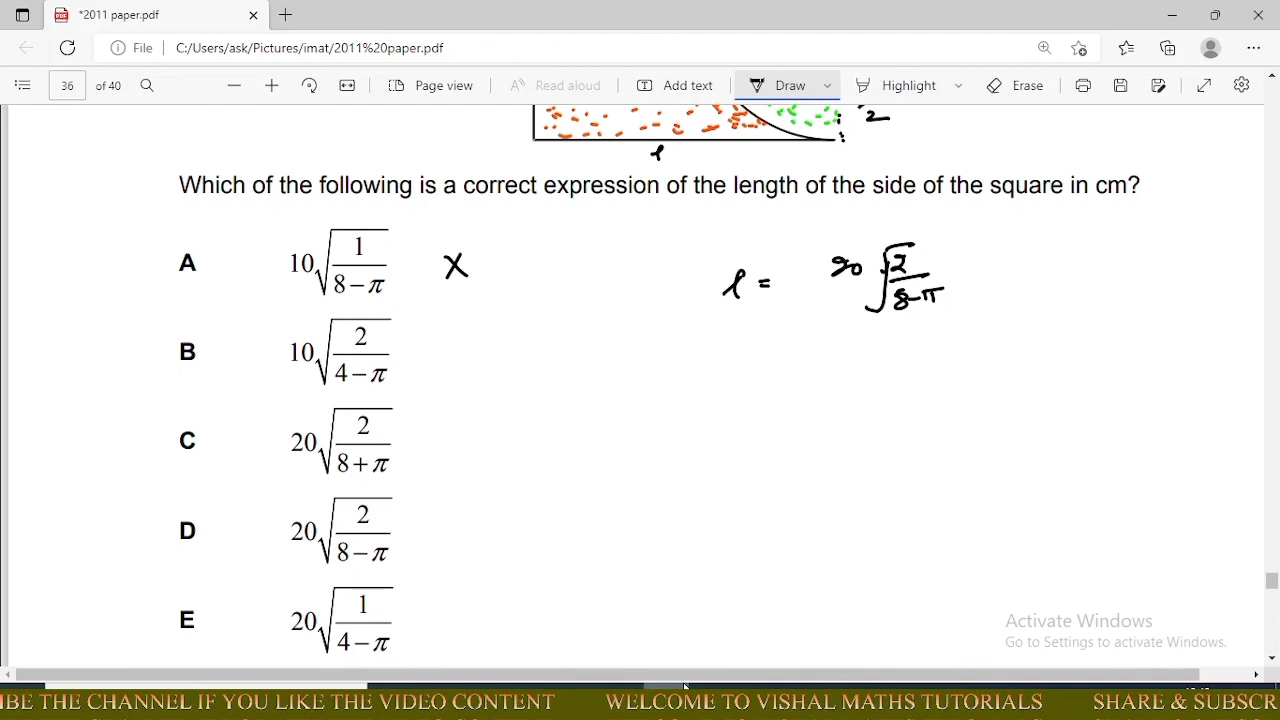 *2011 paper.pdf
File C:/Users/ask/Pictures/imat/2011%20paper.pdf
36 of 40 Page view Read aloud Add text Draw Highlight Erase
l
2
Which of the following is a correct expression of the length of the side of the square in cm?
A 10√(1/(8−π)) X
l = 20 √(2/(8−π))
B 10√(2/(4−π))
C 20√(2/(8+π))
D 20√(2/(8−π))
E 20√(1/(4−π))
Activate Windows
Go to Settings to activate Windows.
BE THE CHANNEL IF YOU LIKE THE VIDEO CONTENT WELCOME TO VISHAL MATHS TUTORIALS SHARE & SUBSCR